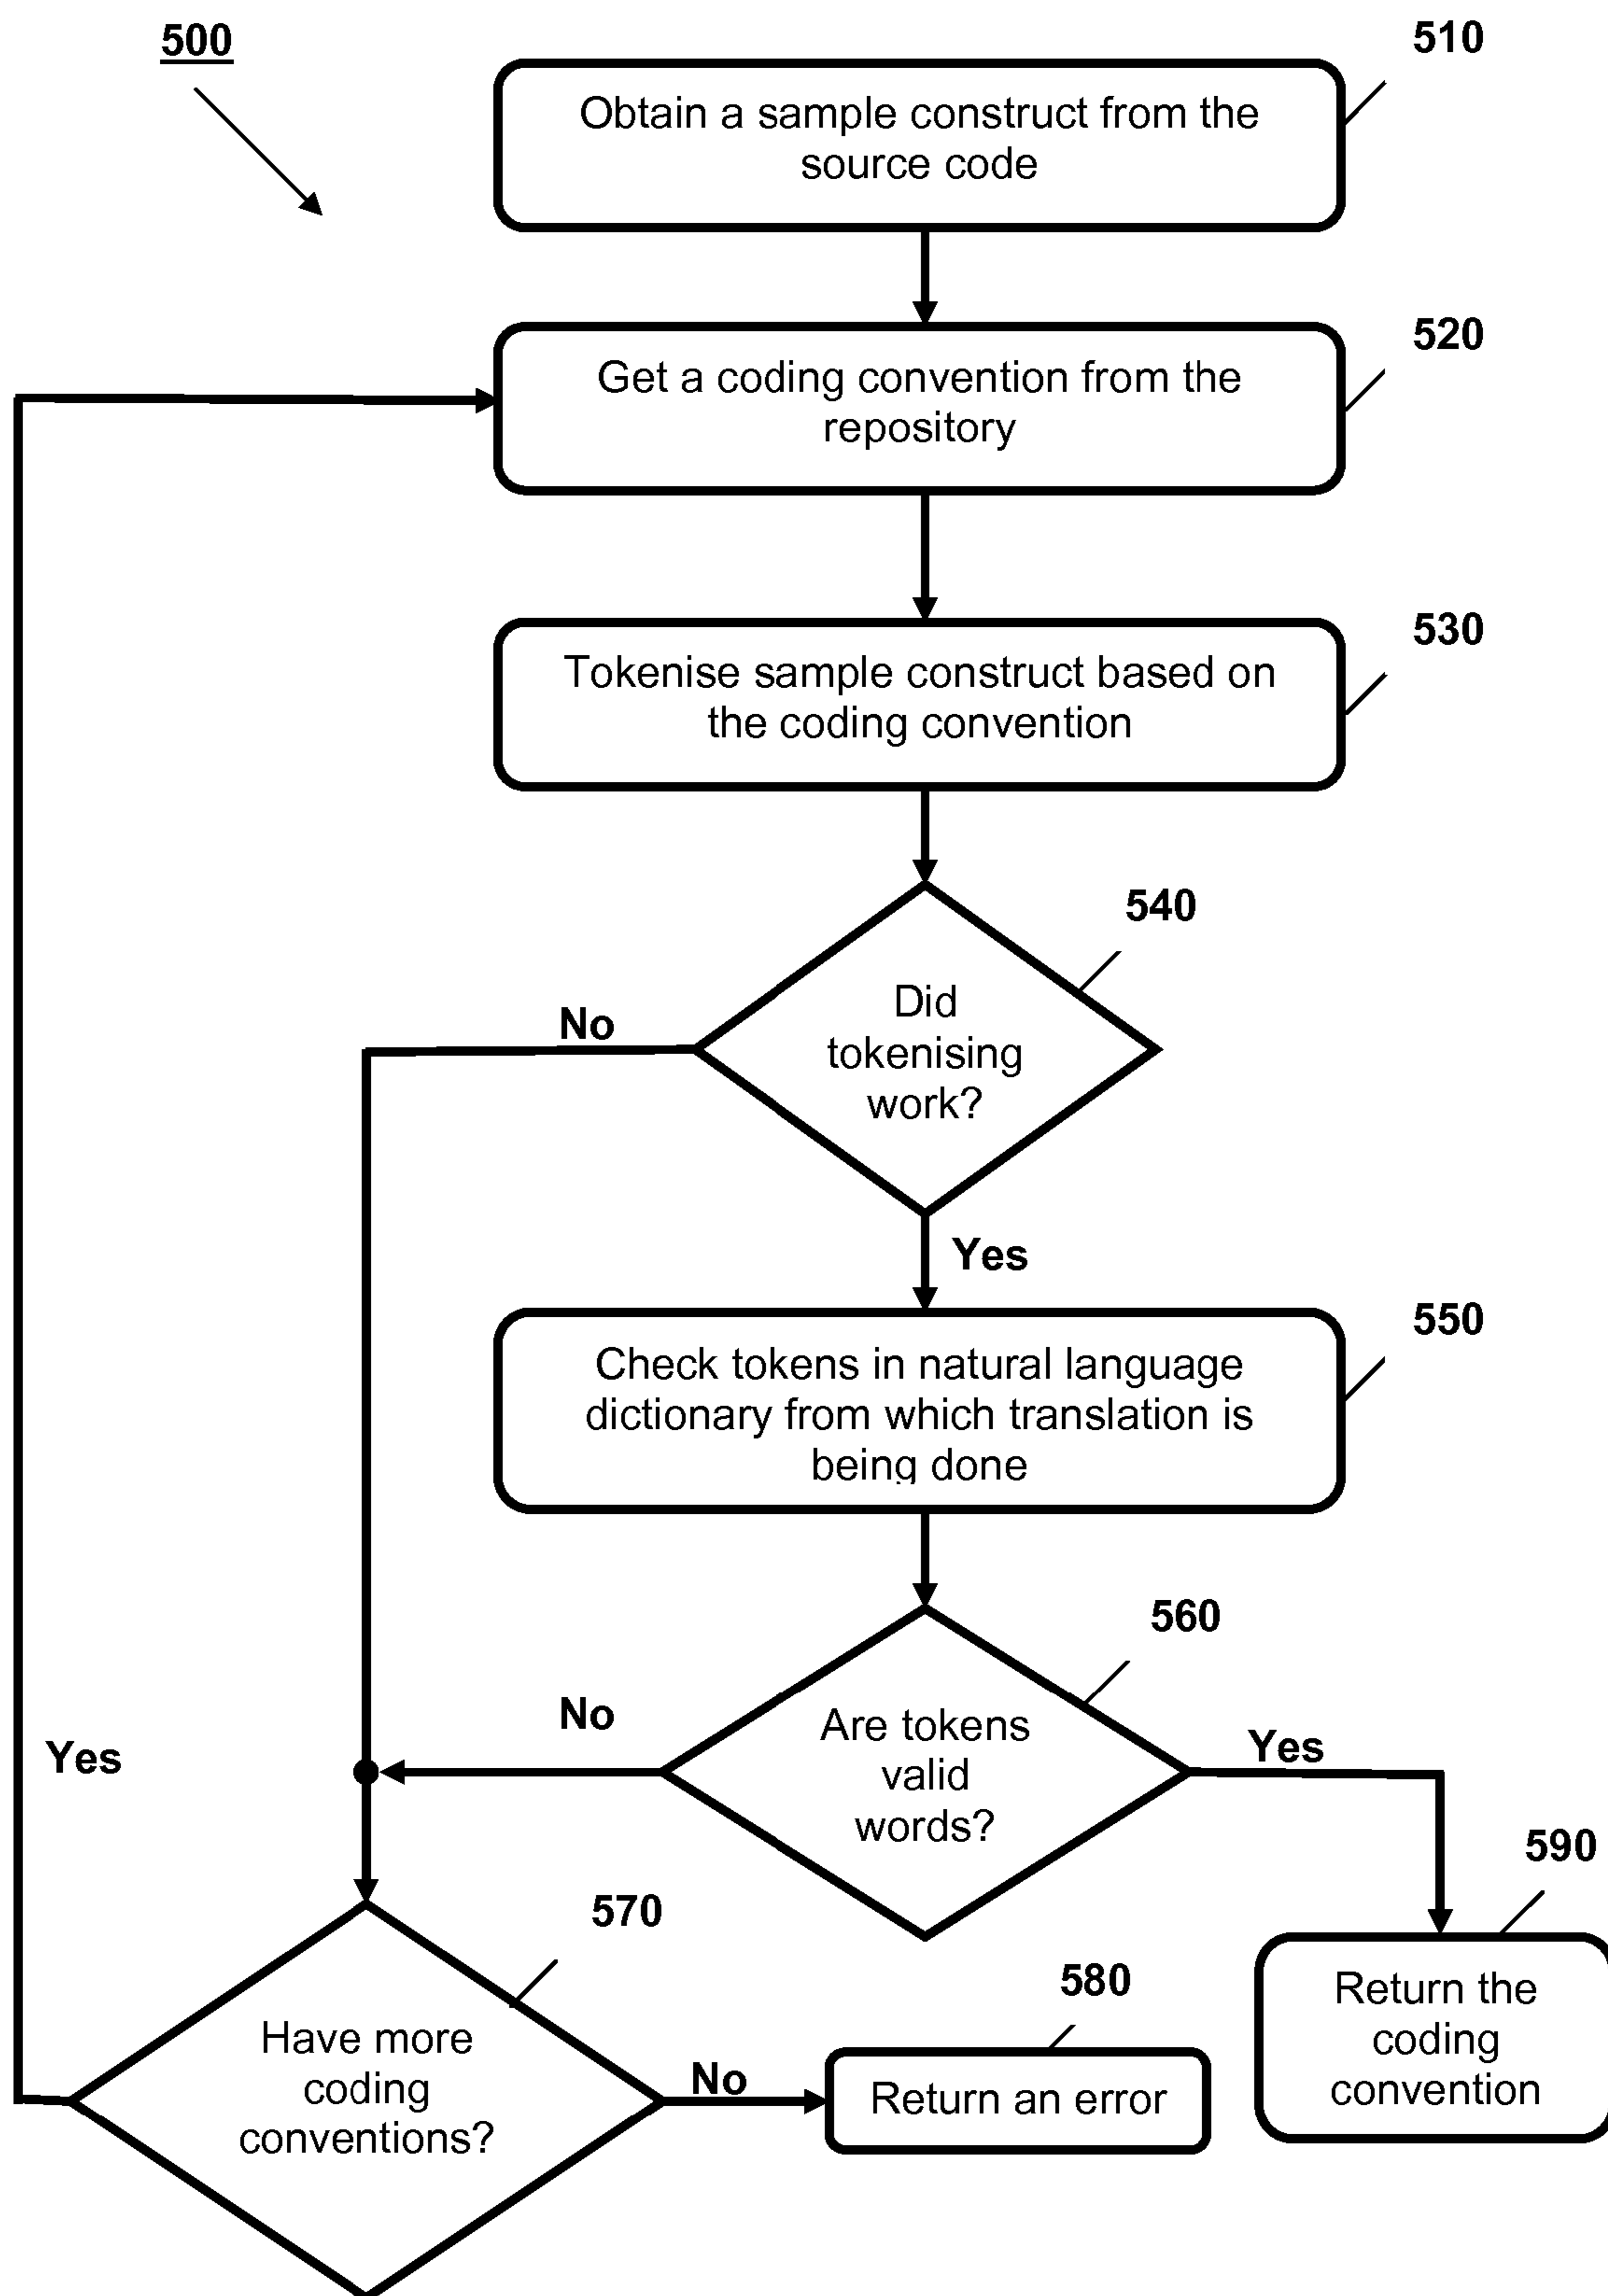 500
510
Obtain a sample construct from the
source code
520
Get a coding convention from the
repository
530
Tokenise sample construct based on
the coding convention
540
Did
tokenising
work?
No
Yes
550
Check tokens in natural language
dictionary from which translation is
being done
560
Are tokens
valid
words?
No
Yes
Yes
590
Return the
coding
convention
570
Have more
coding
conventions?
No
580
Return an error